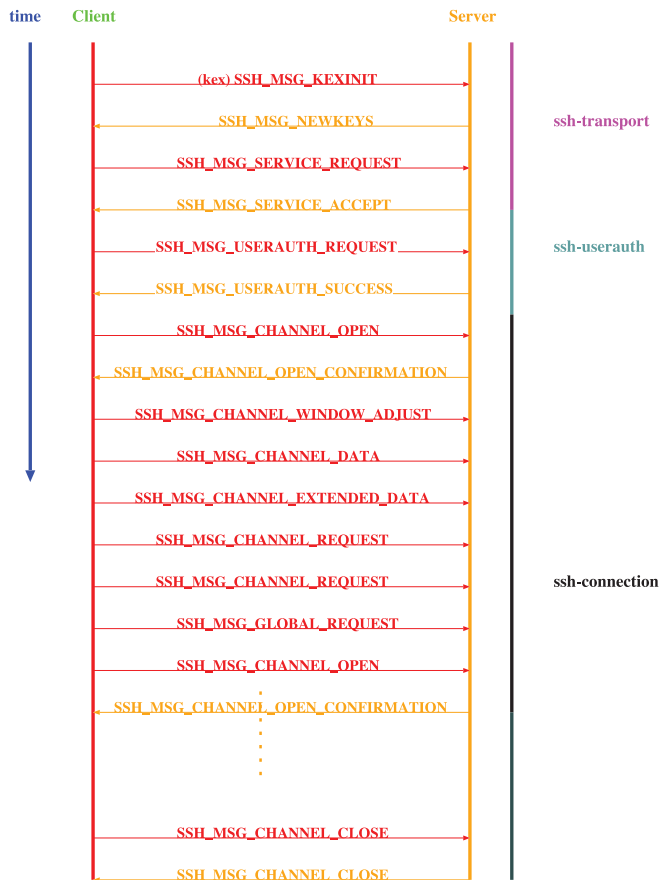 time Client Server
(kex) SSH_MSG_KEXINIT
SSH_MSG_NEWKEYS
ssh-transport
SSH_MSG_SERVICE_REQUEST
SSH_MSG_SERVICE_ACCEPT
SSH_MSG_USERAUTH_REQUEST
ssh-userauth
SSH_MSG_USERAUTH_SUCCESS
SSH_MSG_CHANNEL_OPEN
SSH_MSG_CHANNEL_OPEN_CONFIRMATION
SSH_MSG_CHANNEL_WINDOW_ADJUST
SSH_MSG_CHANNEL_DATA
SSH_MSG_CHANNEL_EXTENDED_DATA
SSH_MSG_CHANNEL_REQUEST
SSH_MSG_CHANNEL_REQUEST
ssh-connection
SSH_MSG_GLOBAL_REQUEST
SSH_MSG_CHANNEL_OPEN
SSH_MSG_CHANNEL_OPEN_CONFIRMATION
SSH_MSG_CHANNEL_CLOSE
SSH_MSG_CHANNEL_CLOSE